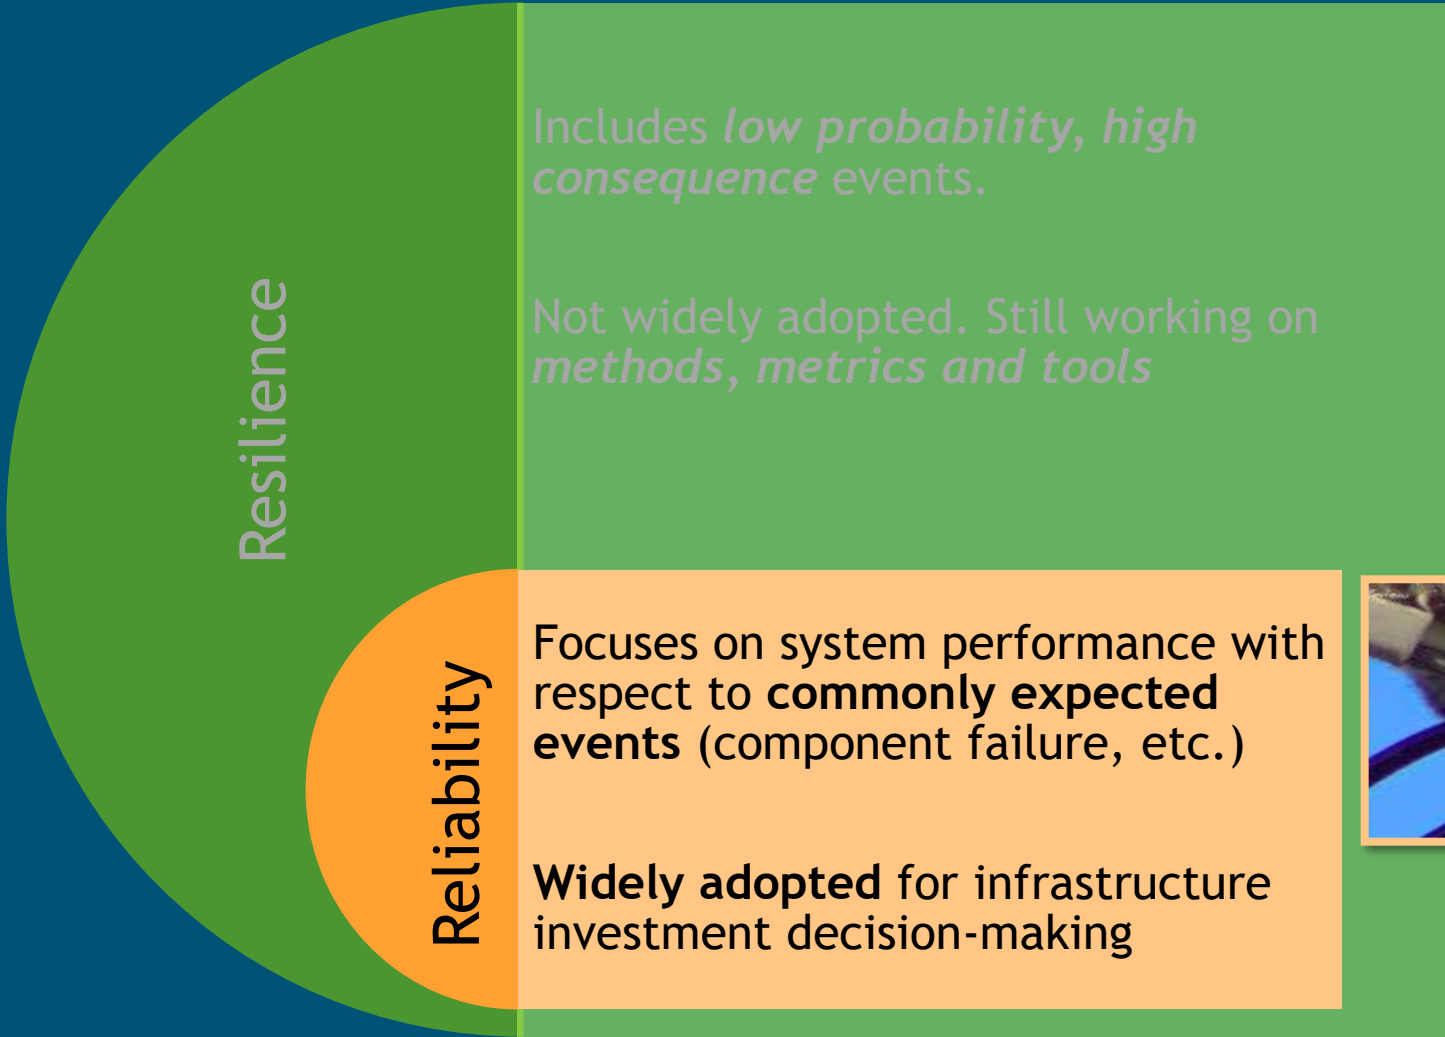 Resilience
Includes low probability, high
consequence events.
Not widely adopted. Still working on
methods, metrics and tools
Reliability
Focuses on system performance with
respect to commonly expected
events (component failure, etc.)
Widely adopted for infrastructure
investment decision-making